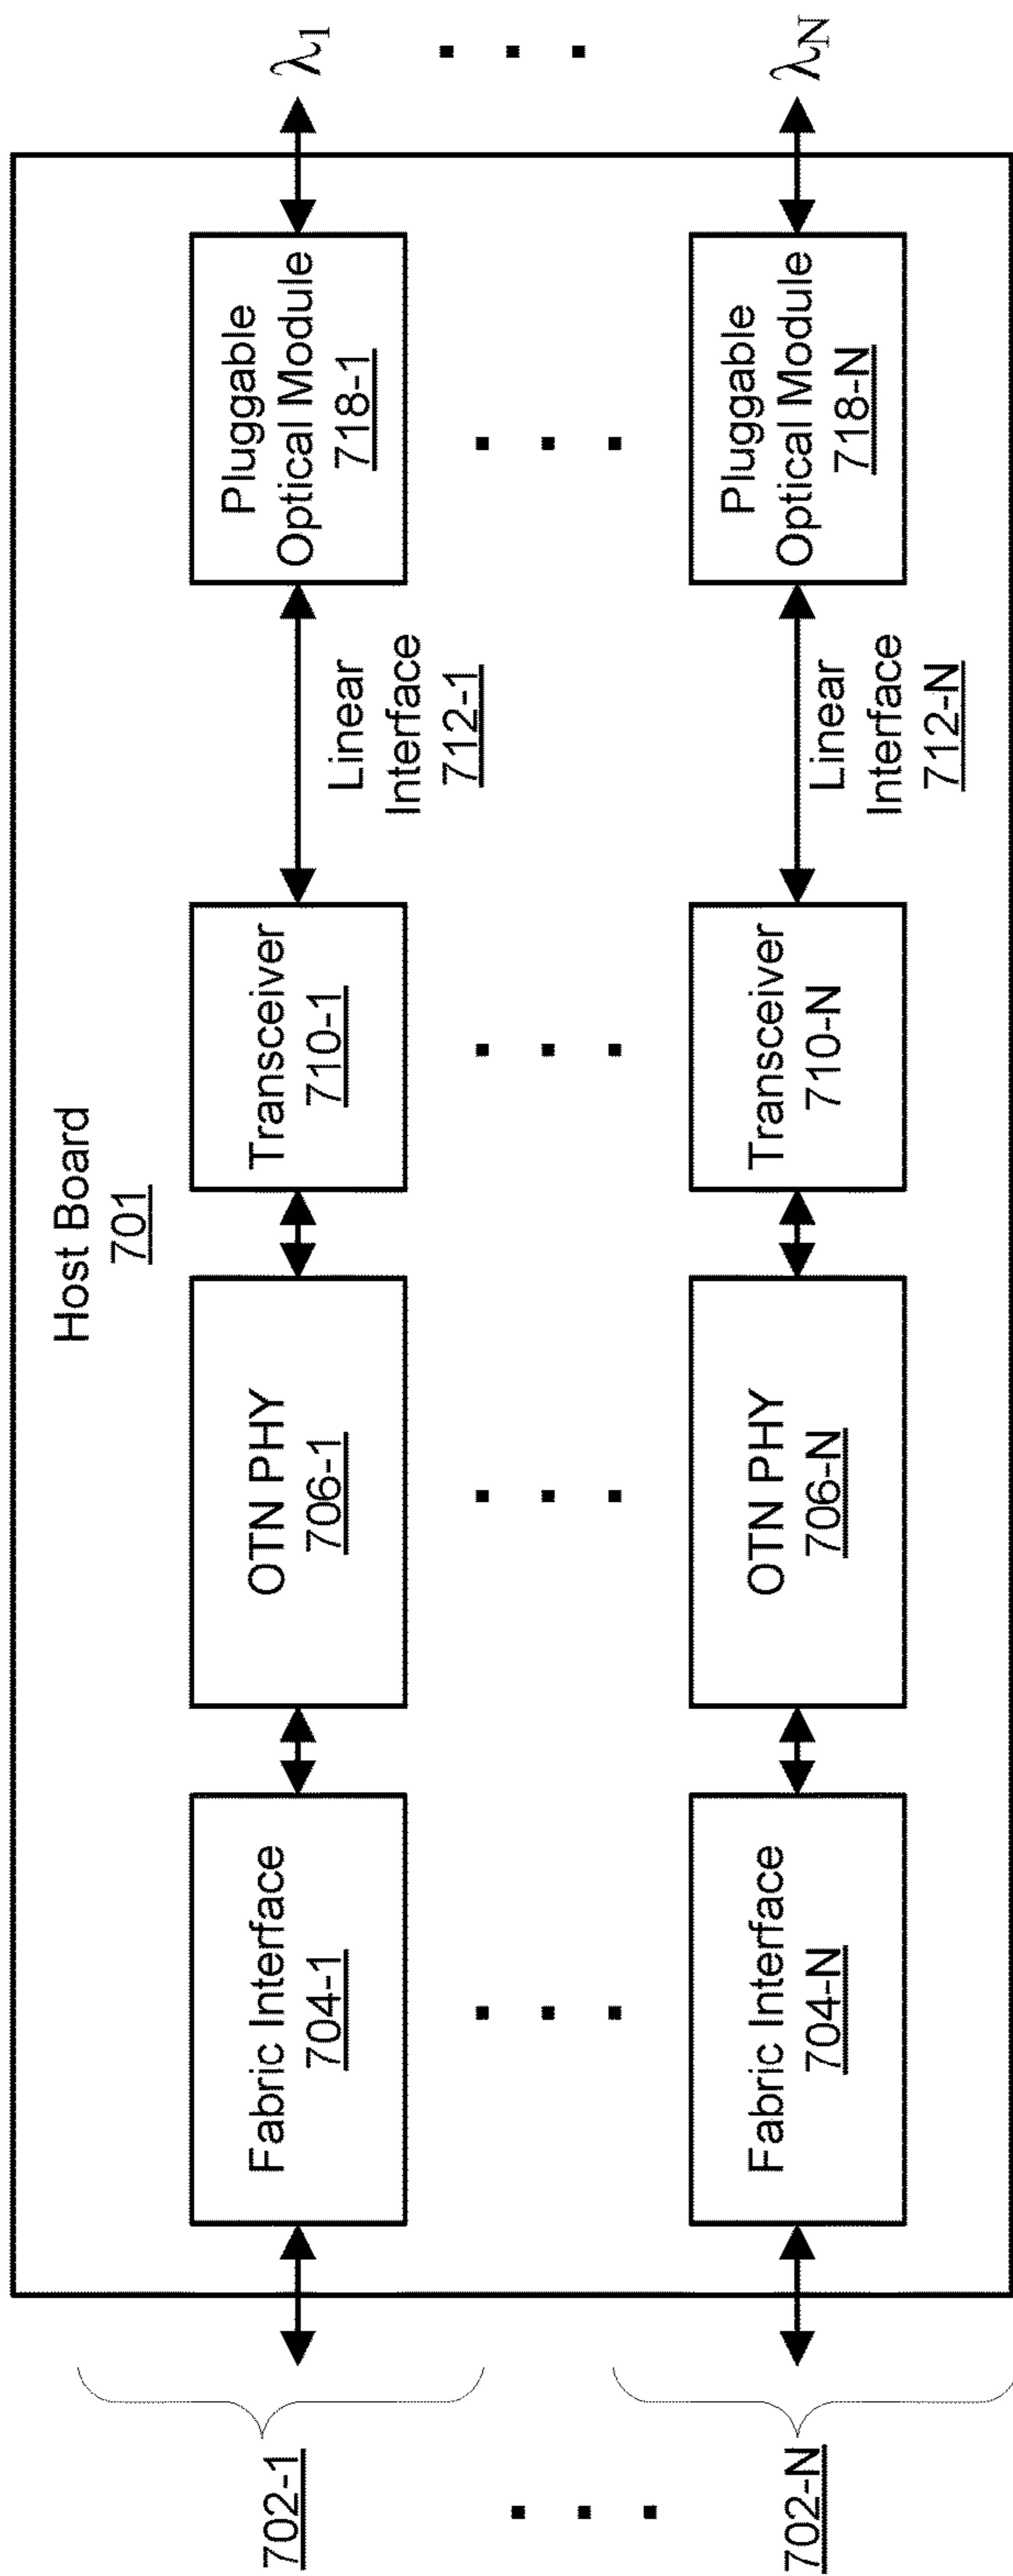 Host Board
701
702-1
Fabric Interface
704-1
OTN PHY
706-1
Transceiver
710-1
Linear
Interface
712-1
Pluggable
Optical Module
718-1
λ1
702-N
Fabric Interface
704-N
OTN PHY
706-N
Transceiver
710-N
Linear
Interface
712-N
Pluggable
Optical Module
718-N
λN